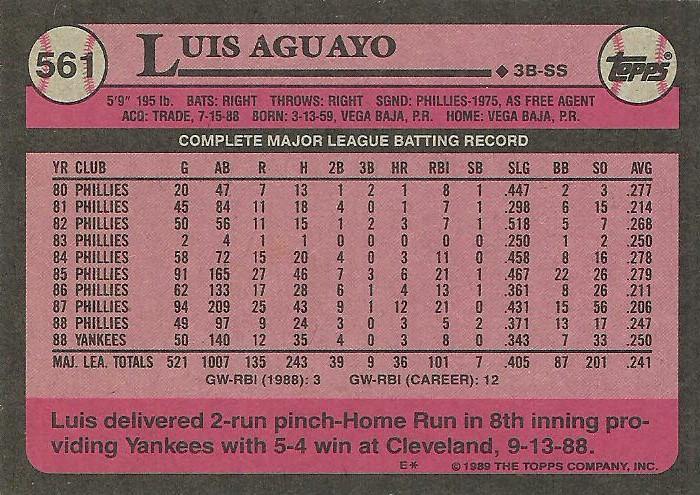 561
LUIS AGUAYO
3B-SS
TOPPS®
5'9" 195 lb. BATS: RIGHT THROWS: RIGHT SGND: PHILLIES-1975, AS FREE AGENT
ACQ: TRADE, 7-15-88 BORN: 3-13-59, VEGA BAJA, P.R. HOME: VEGA BAJA, P.R.
COMPLETE MAJOR LEAGUE BATTING RECORD
YR CLUB G AB R H 2B 3B HR RBI SB SLG BB SO AVG
80 PHILLIES 20 47 7 13 1 2 1 8 1 .447 2 3 .277
81 PHILLIES 45 84 11 18 4 0 1 7 1 .298 6 15 .214
82 PHILLIES 50 56 11 15 1 2 3 7 1 .518 5 7 .268
83 PHILLIES 2 4 1 1 0 0 0 0 0 .250 1 2 .250
84 PHILLIES 58 72 15 20 4 0 3 11 0 .458 8 16 .278
85 PHILLIES 91 165 27 46 7 3 6 21 1 .467 22 26 .279
86 PHILLIES 62 133 17 28 6 1 4 13 1 .361 8 26 .211
87 PHILLIES 94 209 25 43 9 1 12 21 0 .431 15 56 .206
88 PHILLIES 49 97 9 24 3 0 3 5 2 .371 13 17 .247
88 YANKEES 50 140 12 35 4 0 3 8 0 .343 7 33 .250
MAJ. LEA. TOTALS 521 1007 135 243 39 9 36 101 7 .405 87 201 .241
GW-RBI (1988): 3 GW-RBI (CAREER): 12
Luis delivered 2-run pinch-Home Run in 8th inning pro-
viding Yankees with 5-4 win at Cleveland, 9-13-88.
E* ©1989 THE TOPPS COMPANY, INC.